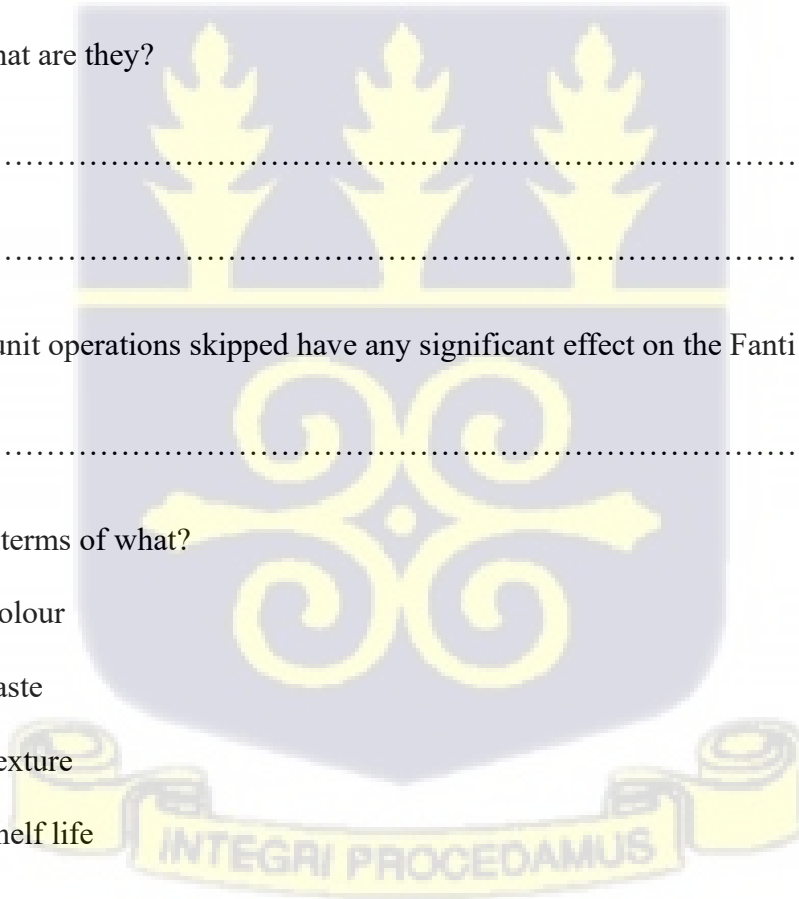 hat are they?
……………………………………………...……………………………
……………………………………………...……………………………
unit operations skipped have any significant effect on the Fanti
……………………………………………...……………………………
terms of what?
olour
aste
exture
helf life
INTEGRI PROCEDAMUS